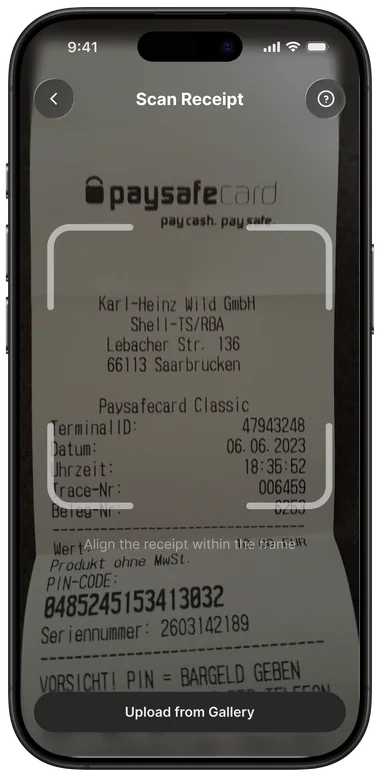 9:41
Scan Receipt
paysafecard
pay cash. pay safe.
Karl-Heinz Wild GmbH
Shell-TS/RBA
Lebacher Str. 136
66113 Saarbrücken
Paysafecard Classic
TerminalID: 47943248
Datum: 06.06.2023
Uhrzeit: 18:35:52
Trace-Nr: 006459
Beleg-Nr: 6253
Align the receipt within the frame
Wert: EUR
Produkt ohne MwSt.
PIN-CODE:
0485245153413032
Seriennummer: 2603142189
VORSICHT! PIN = BARGELD GEBEN
TELEFON
Upload from Gallery